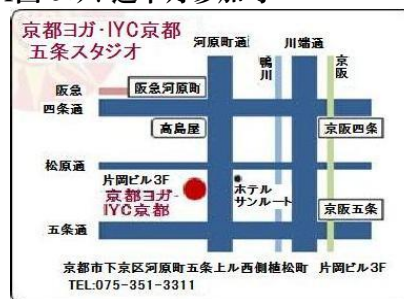 京都ヨガ・IYC京都
五条スタジオ
河原町通
川端通
鴨川
京阪
阪急
阪急河原町
四条通
高島屋
京阪四条
松原通
片岡ビル3F
京都ヨガ・
IYC京都
ホテル
サンルート
京阪五条
五条通
京都市下京区河原町五条上ル西側植松町 片岡ビル3F
TEL:075-351-3311